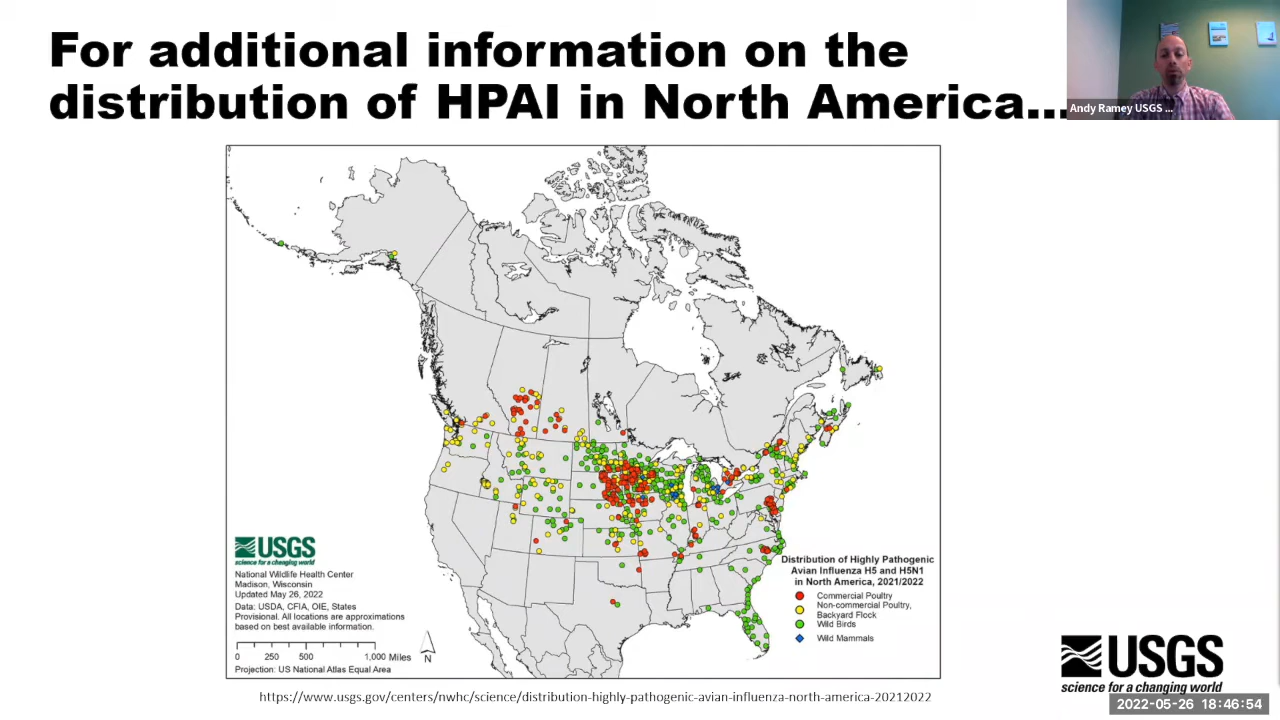 For additional information on the
distribution of HPAI in North America...
Andy Ramey USGS ...
USGS
science for a changing world
National Wildlife Health Center
Madison, Wisconsin
Updated May 26, 2022
Data: USDA, CFIA, OIE, States
Provisional. All locations are approximations
based on best available information.
0 250 500 1,000 Miles
N
Projection: US National Atlas Equal Area
Distribution of Highly Pathogenic
Avian Influenza H5 and H5N1
in North America, 2021/2022
Commercial Poultry
Non-commercial Poultry,
Backyard Flock
Wild Birds
Wild Mammals
https://www.usgs.gov/centers/nwhc/science/distribution-highly-pathogenic-avian-influenza-north-america-20212022
USGS
science for a changing world
2022-05-26 18:46:54